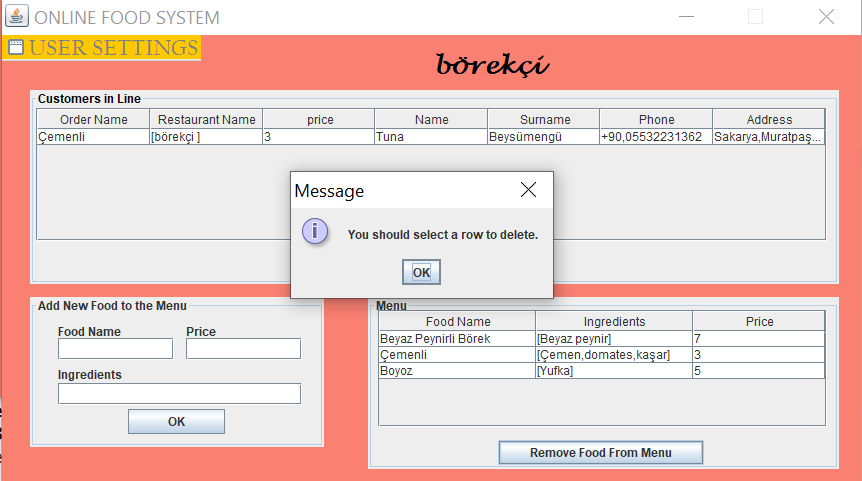 ONLINE FOOD SYSTEM
USER SETTINGS
börekçi
Customers in Line
Order Name Restaurant Name price Name Surname Phone Address
Çemenli [börekçi ] 3 Tuna Beysümengü +90,05532231362 Sakarya,Muratpaş...
Message
You should select a row to delete.
OK
Add New Food to the Menu
Food Name Price
Ingredients
OK
Menu
Food Name Ingredients Price
Beyaz Peynirli Börek [Beyaz peynir] 7
Çemenli [Çemen,domates,kaşar] 3
Boyoz [Yufka] 5
Remove Food From Menu